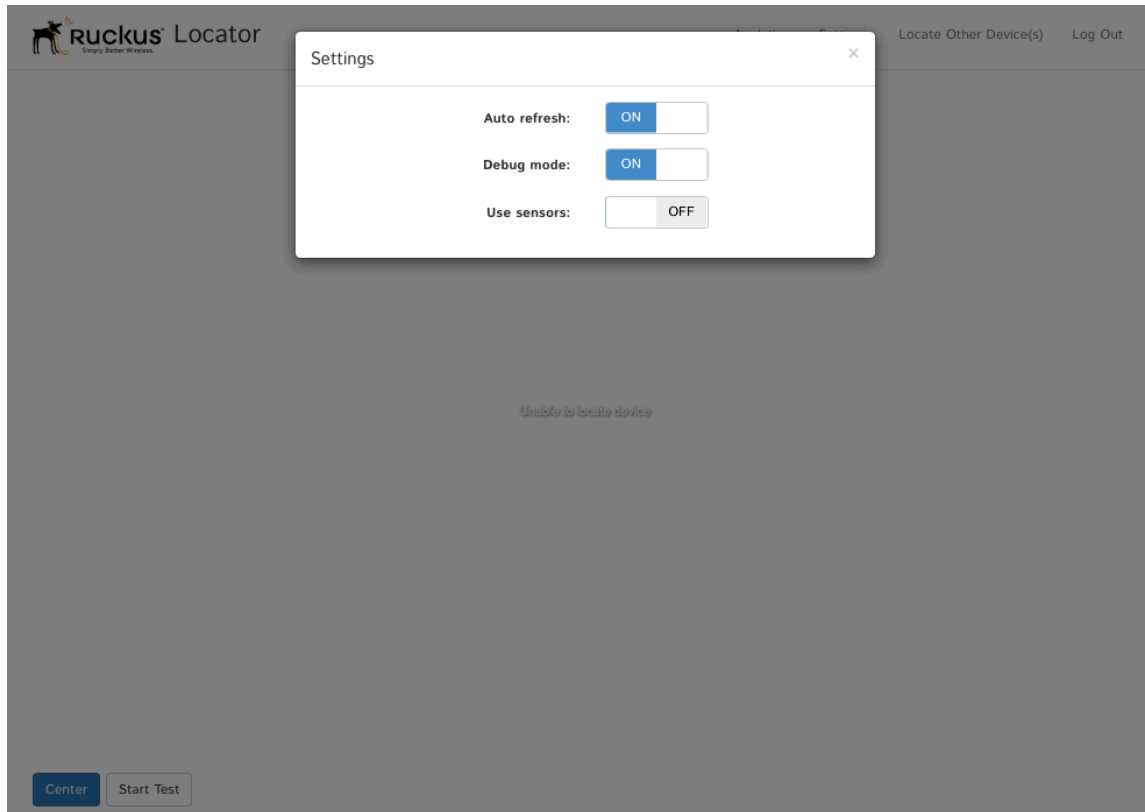 Ruckus Locator
Simply Better Wireless.
Locate Other Device(s)
Log Out
Settings
×
Auto refresh: ON
Debug mode: ON
Use sensors: OFF
Unable to locate device
Center
Start Test